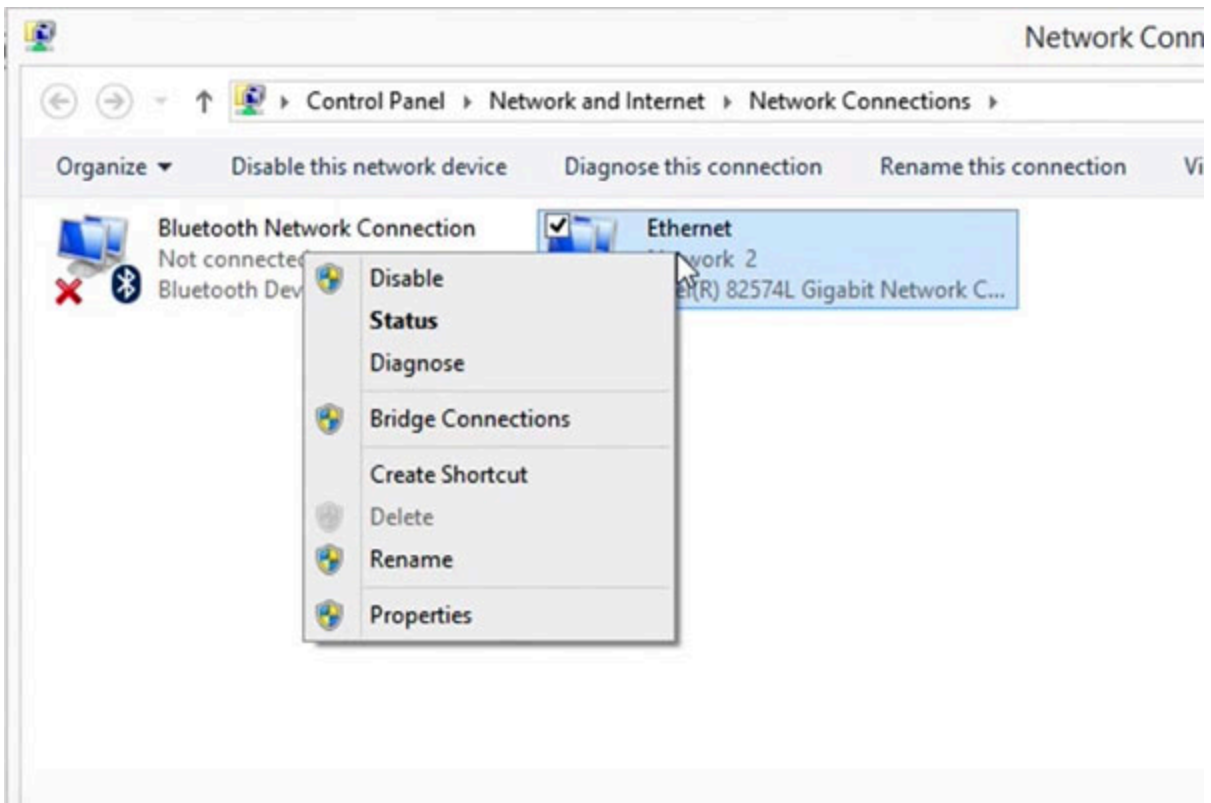 Network Conn
Control Panel Network and Internet Network Connections
Organize Disable this network device Diagnose this connection Rename this connection Vi
Bluetooth Network Connection
Not connected
Bluetooth Dev
Ethernet
2
82574L Gigabit Network C...
Disable
Status
Diagnose
Bridge Connections
Create Shortcut
Delete
Rename
Properties